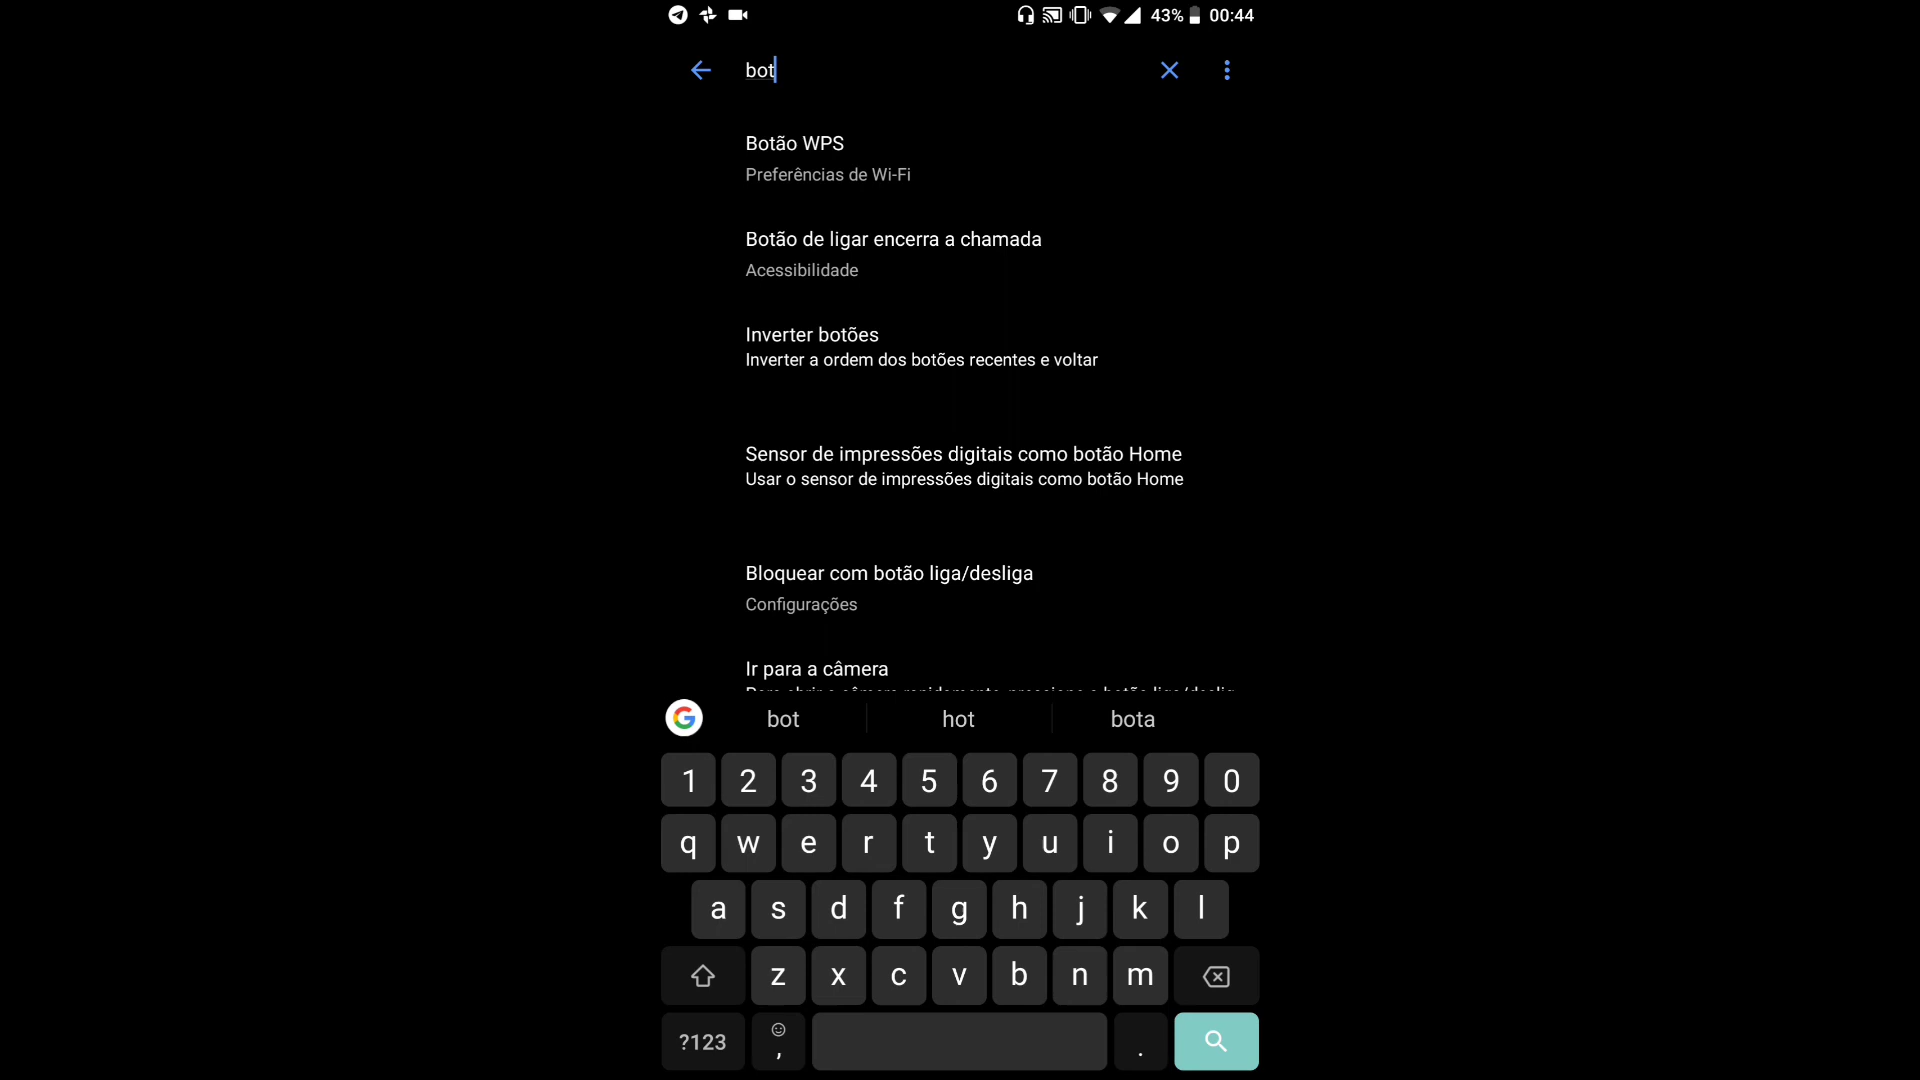 43% 00:44
bot
Botão WPS
Preferências de Wi-Fi
Botão de ligar encerra a chamada
Acessibilidade
Inverter botões
Inverter a ordem dos botões recentes e voltar
Sensor de impressões digitais como botão Home
Usar o sensor de impressões digitais como botão Home
Bloquear com botão liga/desliga
Configurações
Ir para a câmera
G bot hot bota
1 2 3 4 5 6 7 8 9 0
q w e r t y u i o p
a s d f g h j k l
z x c v b n m
?123 , .